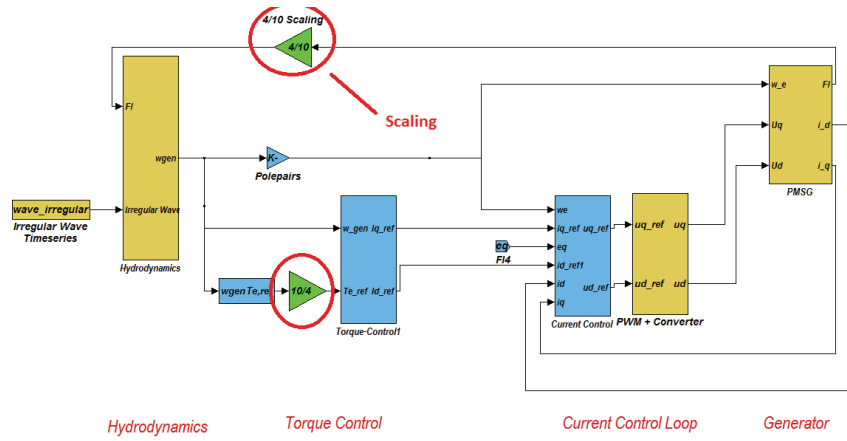 4/10 Scaling
4/10
Scaling
Fl
wgen
Irregular Wave
Hydrodynamics
wave_irregular
Irregular Wave
Timeseries
K-
Polepairs
wgenTe,re
10/4
w_gen
Iq_ref
Te_ref
Id_ref
Torque-Control1
eq
Fl4
we
iq_ref
eq
id_ref1
id
iq
uq_ref
ud_ref
Current Control
uq_ref
uq
ud_ref
ud
PWM + Converter
w_e
Uq
Ud
Fl
i_d
i_q
PMSG
Hydrodynamics
Torque Control
Current Control Loop
Generator